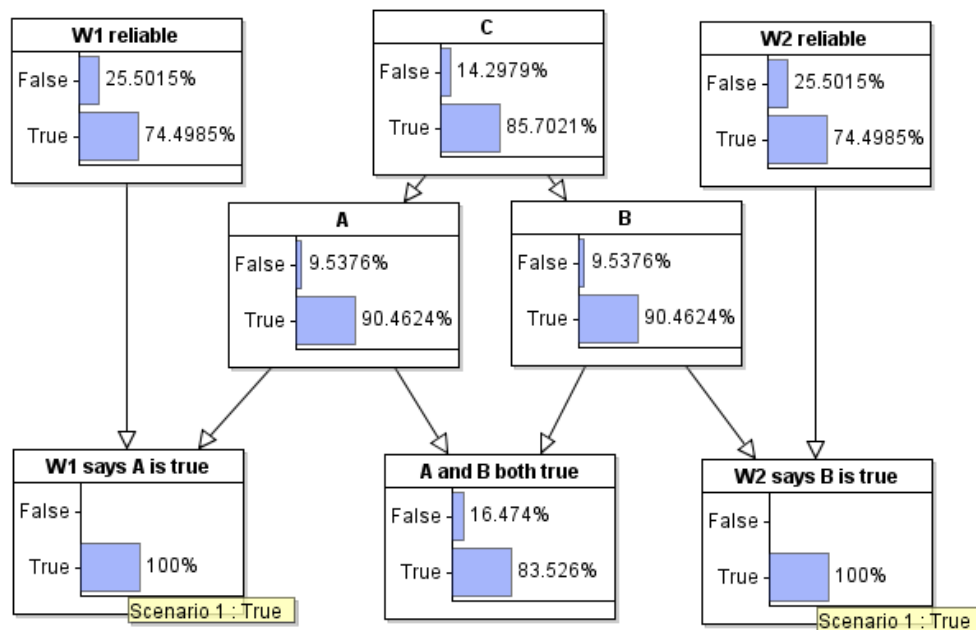 W1 reliable
False 25.5015%
True 74.4985%
C
False 14.2979%
True 85.7021%
W2 reliable
False 25.5015%
True 74.4985%
A
False 9.5376%
True 90.4624%
B
False 9.5376%
True 90.4624%
W1 says A is true
False
True 100%
Scenario 1 : True
A and B both true
False 16.474%
True 83.526%
W2 says B is true
False
True 100%
Scenario 1 : True